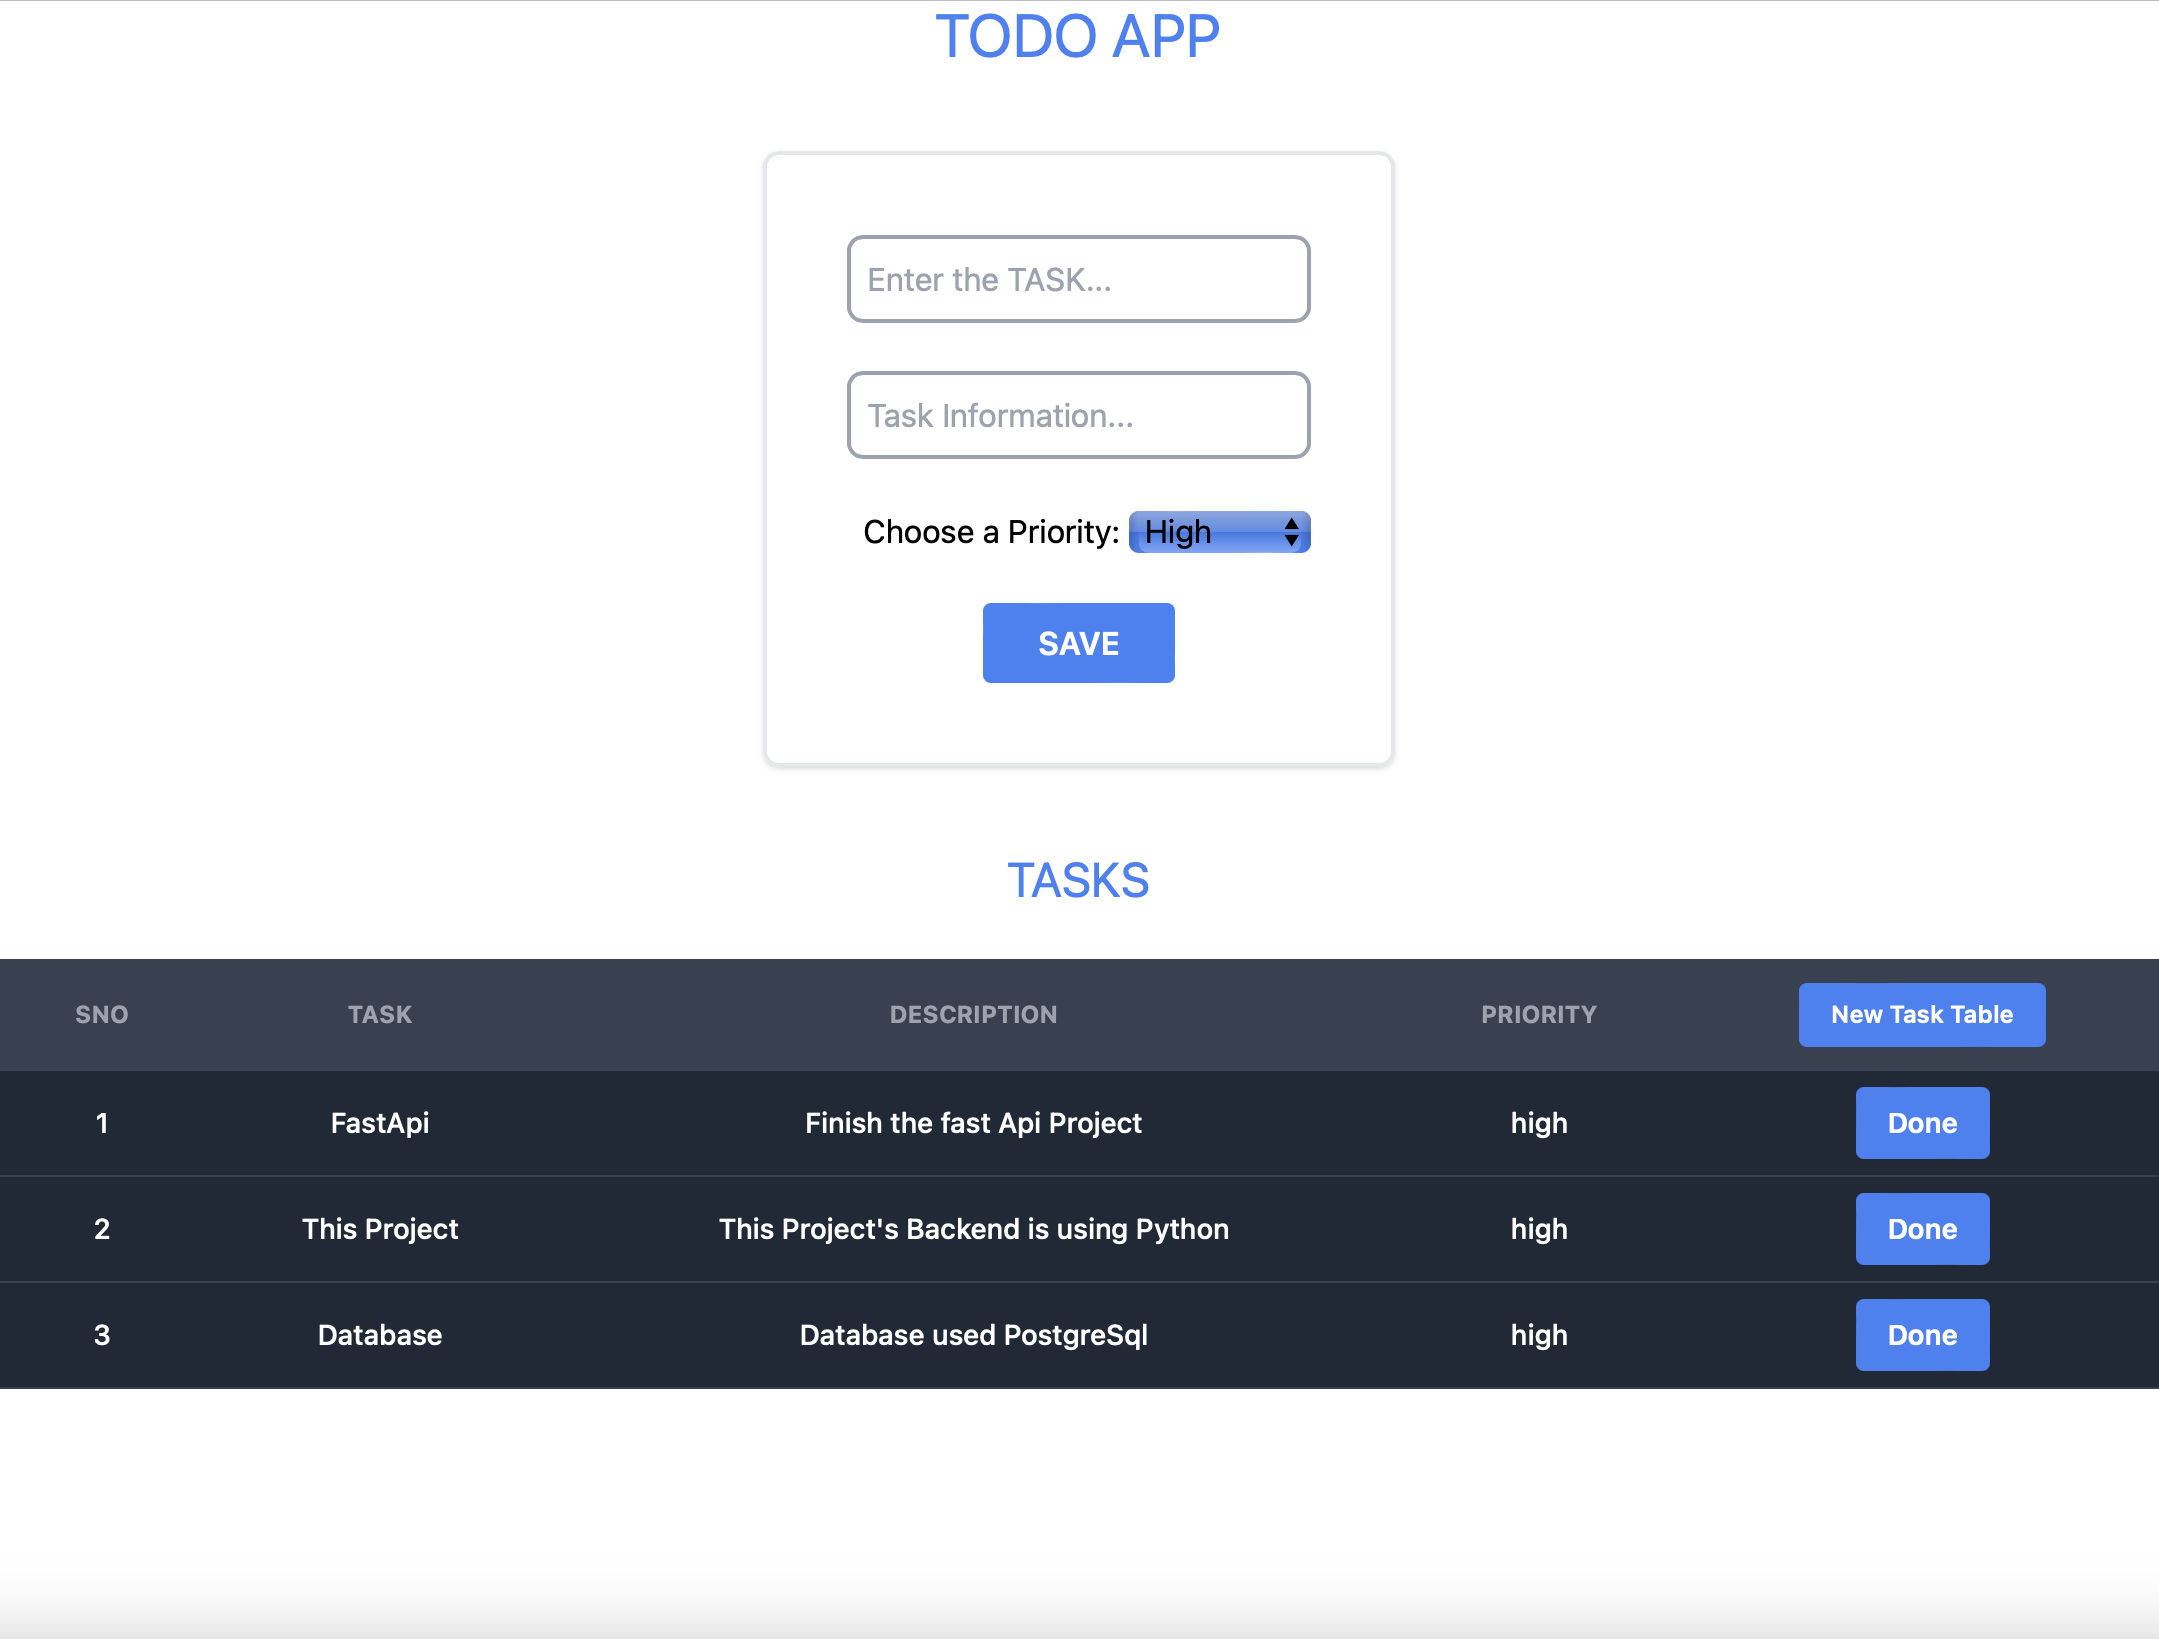 TODO APP
Enter the TASK...
Task Information...
Choose a Priority: High
SAVE
TASKS
SNO TASK DESCRIPTION PRIORITY New Task Table
1 FastApi Finish the fast Api Project high Done
2 This Project This Project's Backend is using Python high Done
3 Database Database used PostgreSql high Done